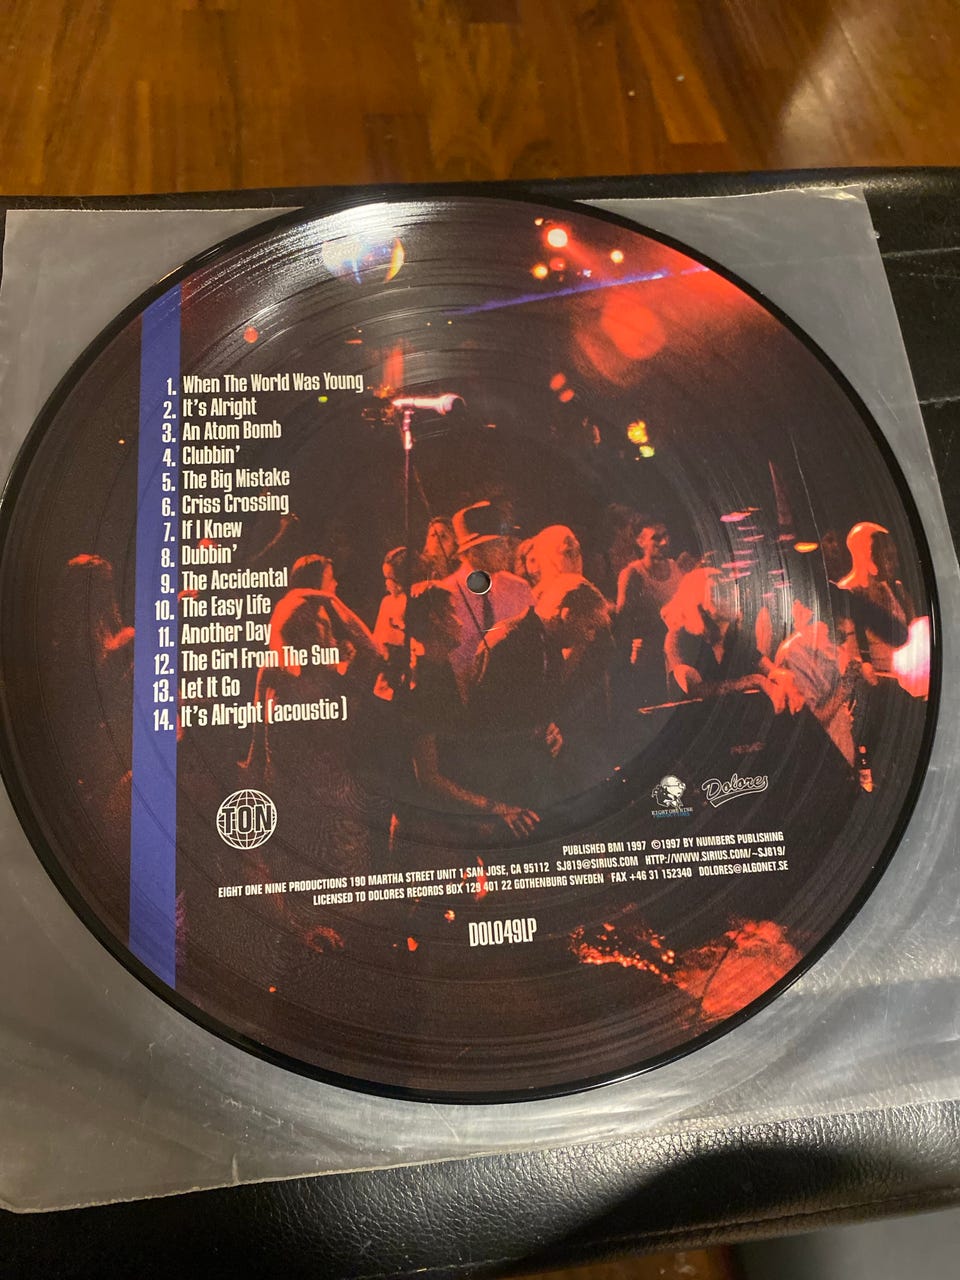 1. When The World Was Young
2. It's Alright
3. An Atom Bomb
4. Clubbin'
5. The Big Mistake
6. Criss Crossing
7. If I Knew
8. Dubbin'
9. The Accidental
10. The Easy Life
11. Another Day
12. The Girl From The Sun
13. Let It Go
14. It's Alright (acoustic)
TON
EIGHT ONE NINE
Dolores
PUBLISHED BMI 1997 ©1997 BY NUMBERS PUBLISHING
EIGHT ONE NINE PRODUCTIONS 190 MARTHA STREET UNIT 1 SAN JOSE, CA 95112 SJ819@SIRIUS.COM HTTP://WWW.SIRIUS.COM/~SJ819/
LICENSED TO DOLORES RECORDS BOX 129 401 22 GOTHENBURG SWEDEN FAX +46 31 152340 DOLORES@ALGONET.SE
DOL049LP